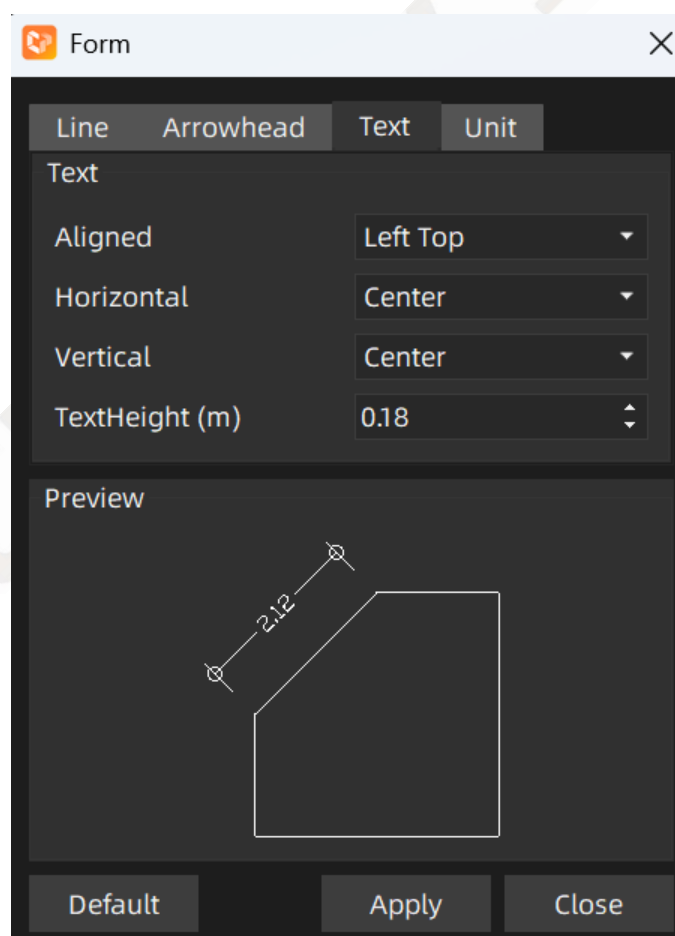 Form
Line Arrowhead Text Unit
Text
Aligned Left Top
Horizontal Center
Vertical Center
TextHeight (m) 0.18
Preview
2.12
Default Apply Close